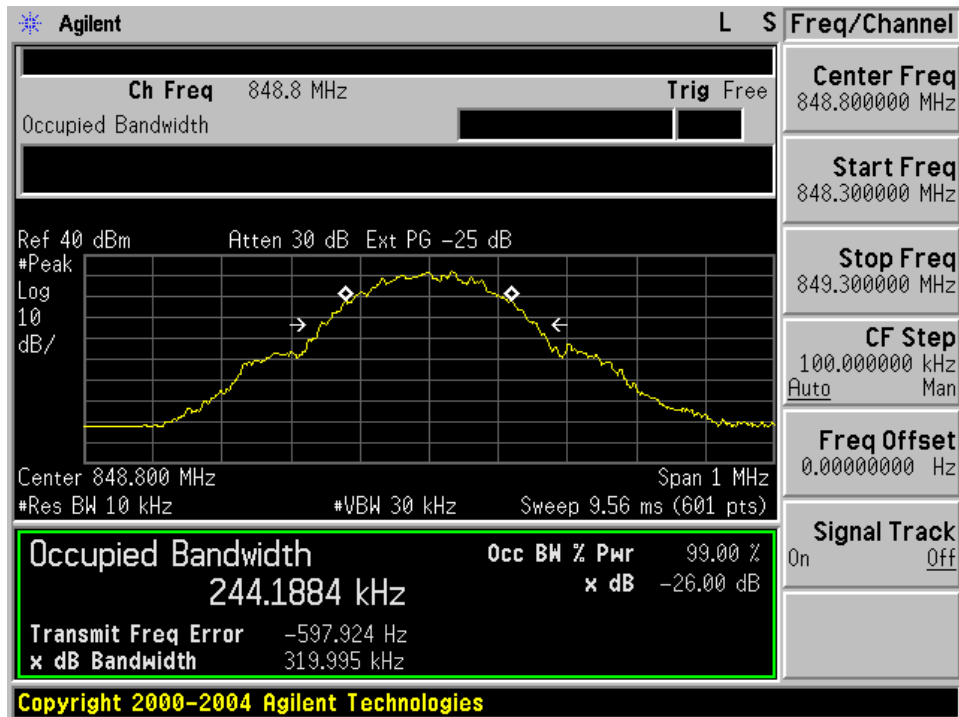 Agilent L S Freq/Channel
Ch Freq 848.8 MHz Trig Free
Occupied Bandwidth
Ref 40 dBm Atten 30 dB Ext PG −25 dB
#Peak
Log
10
dB/
Center 848.800 MHz Span 1 MHz
#Res BW 10 kHz #VBW 30 kHz Sweep 9.56 ms (601 pts)
Occupied Bandwidth
244.1884 kHz
Occ BW % Pwr 99.00 %
x dB −26.00 dB
Transmit Freq Error −597.924 Hz
x dB Bandwidth 319.995 kHz
Copyright 2000−2004 Agilent Technologies
Center Freq
848.800000 MHz
Start Freq
848.300000 MHz
Stop Freq
849.300000 MHz
CF Step
100.000000 kHz
Auto Man
Freq Offset
0.00000000 Hz
Signal Track
On Off